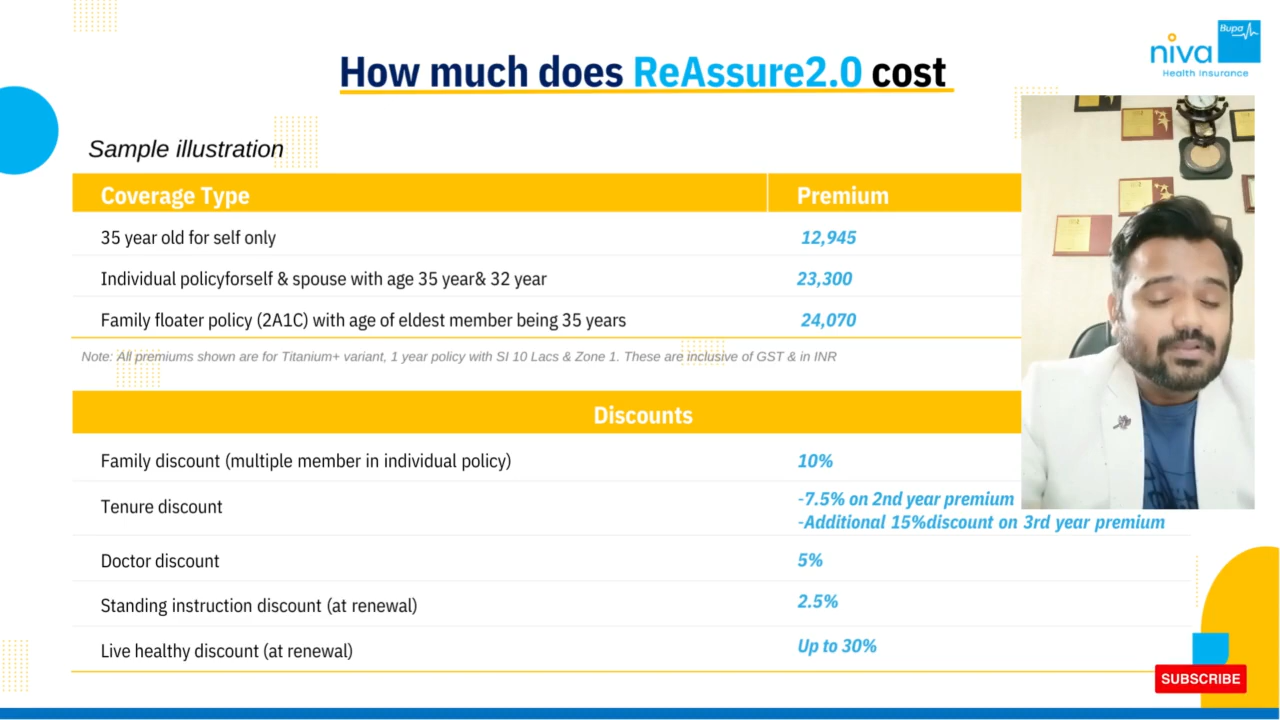 Bupa
niva
Health Insurance
How much does ReAssure2.0 cost
Sample illustration
Coverage Type Premium
35 year old for self only 12,945
Individual policyforself & spouse with age 35 year& 32 year 23,300
Family floater policy (2A1C) with age of eldest member being 35 years 24,070
Note: All premiums shown are for Titanium+ variant, 1 year policy with SI 10 Lacs & Zone 1. These are inclusive of GST & in INR
Discounts
Family discount (multiple member in individual policy) 10%
Tenure discount
-7.5% on 2nd year premium
-Additional 15%discount on 3rd year premium
Doctor discount 5%
Standing instruction discount (at renewal) 2.5%
Live healthy discount (at renewal) Up to 30%
SUBSCRIBE